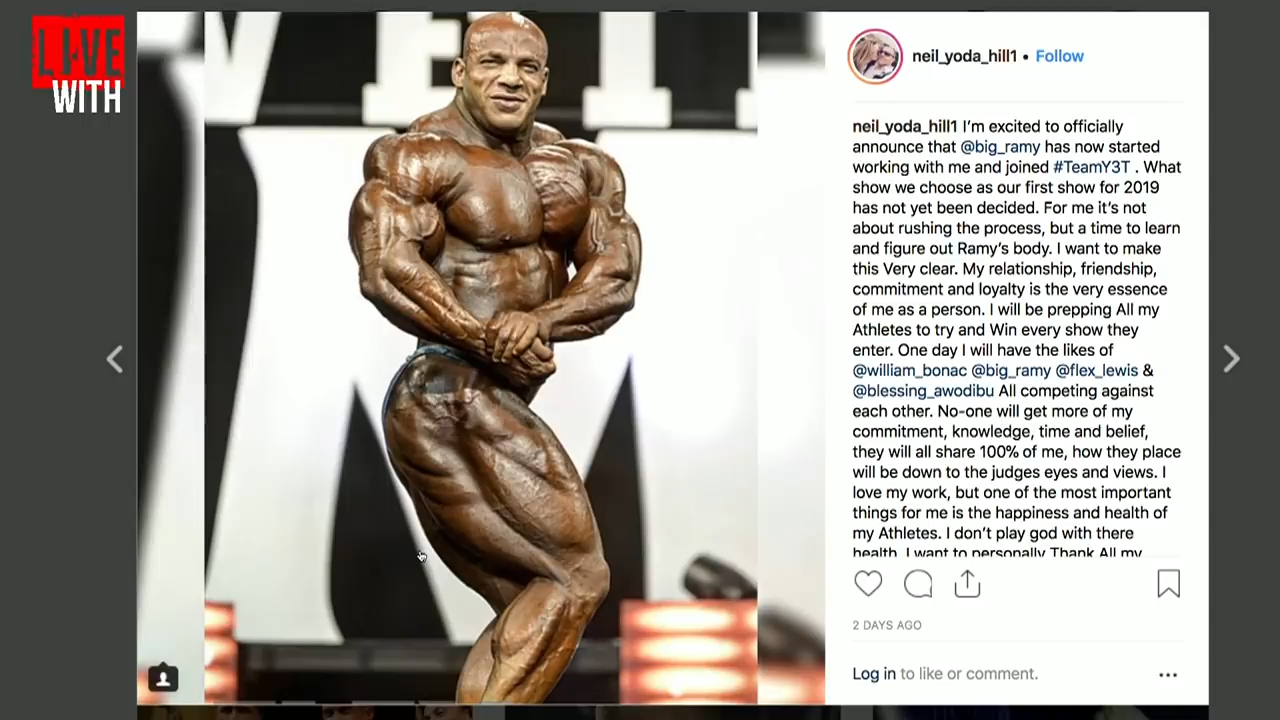 LIVE
WITH
neil_yoda_hill1 • Follow
neil_yoda_hill1 I'm excited to officially
announce that @big_ramy has now started
working with me and joined #TeamY3T . What
show we choose as our first show for 2019
has not yet been decided. For me it's not
about rushing the process, but a time to learn
and figure out Ramy's body. I want to make
this Very clear. My relationship, friendship,
commitment and loyalty is the very essence
of me as a person. I will be prepping All my
Athletes to try and Win every show they
enter. One day I will have the likes of
@william_bonac @big_ramy @flex_lewis &
@blessing_awodibu All competing against
each other. No-one will get more of my
commitment, knowledge, time and belief,
they will all share 100% of me, how they place
will be down to the judges eyes and views. I
love my work, but one of the most important
things for me is the happiness and health of
my Athletes. I don't play god with there
health. I want to personally Thank All my
2 DAYS AGO
Log in to like or comment.